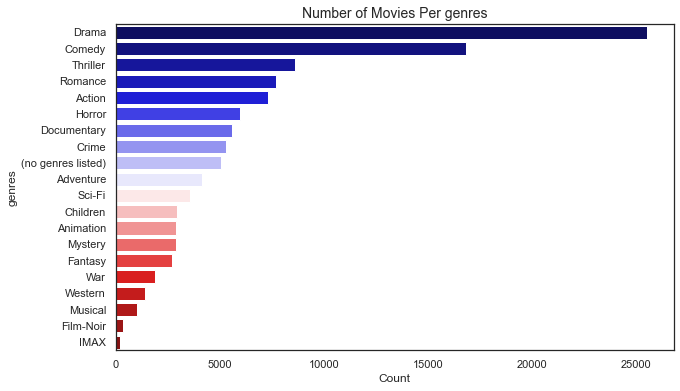 Number of Movies Per genres
genres
Drama
Comedy
Thriller
Romance
Action
Horror
Documentary
Crime
(no genres listed)
Adventure
Sci-Fi
Children
Animation
Mystery
Fantasy
War
Western
Musical
Film-Noir
IMAX
0 5000 10000 15000 20000 25000
Count